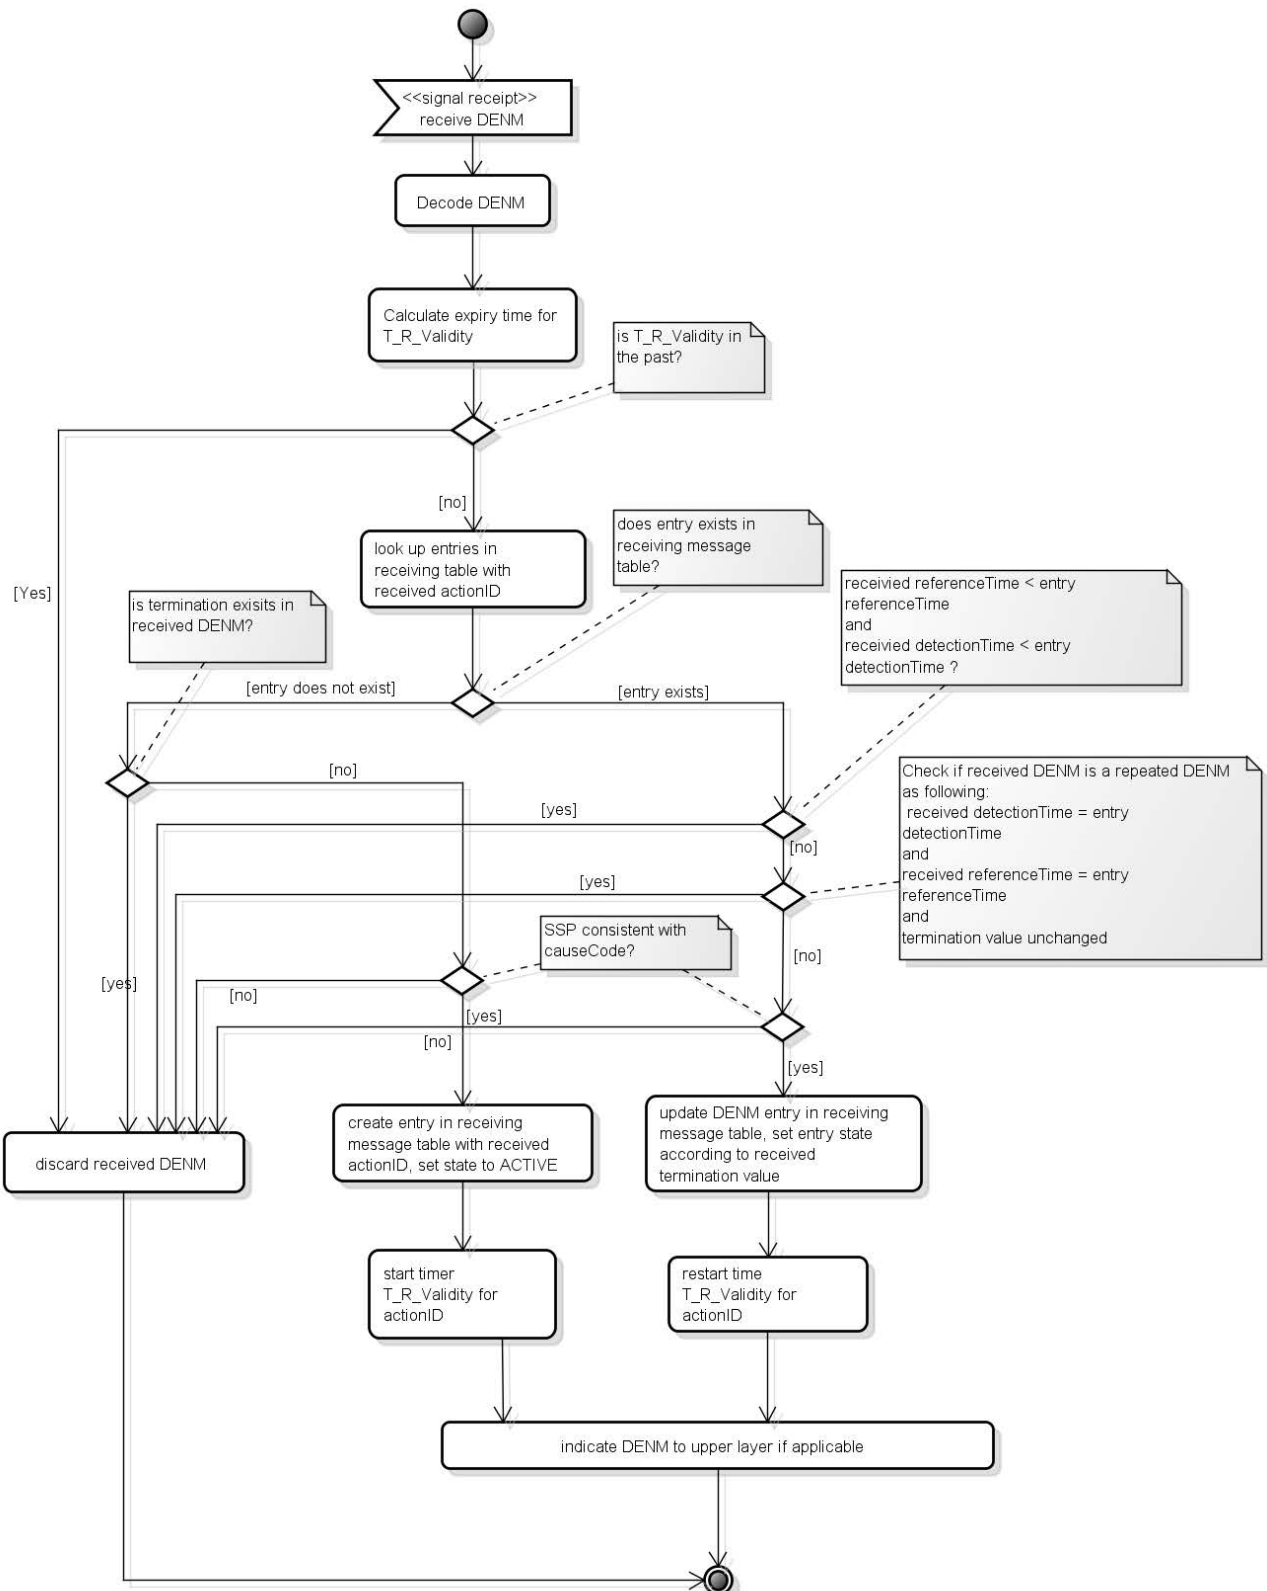 <<signal receipt>>
receive DENM
Decode DENM
Calculate expiry time for
T_R_Validity
is T_R_Validity in
the past?
[no]
[Yes]
look up entries in
receiving table with
received actionID
does entry exists in
receiving message
table?
receivied referenceTime < entry
referenceTime
and
receivied detectionTime < entry
detectionTime ?
is termination exisits in
received DENM?
[entry does not exist]
[entry exists]
[no]
[yes]
[no]
Check if received DENM is a repeated DENM
as following:
received detectionTime = entry
detectionTime
and
received referenceTime = entry
referenceTime
and
termination value unchanged
[yes]
SSP consistent with
causeCode?
[no]
[yes]
[no]
[yes]
[no]
[yes]
create entry in receiving
message table with received
actionID, set state to ACTIVE
update DENM entry in receiving
message table, set entry state
according to received
termination value
discard received DENM
start timer
T_R_Validity for
actionID
restart time
T_R_Validity for
actionID
indicate DENM to upper layer if applicable